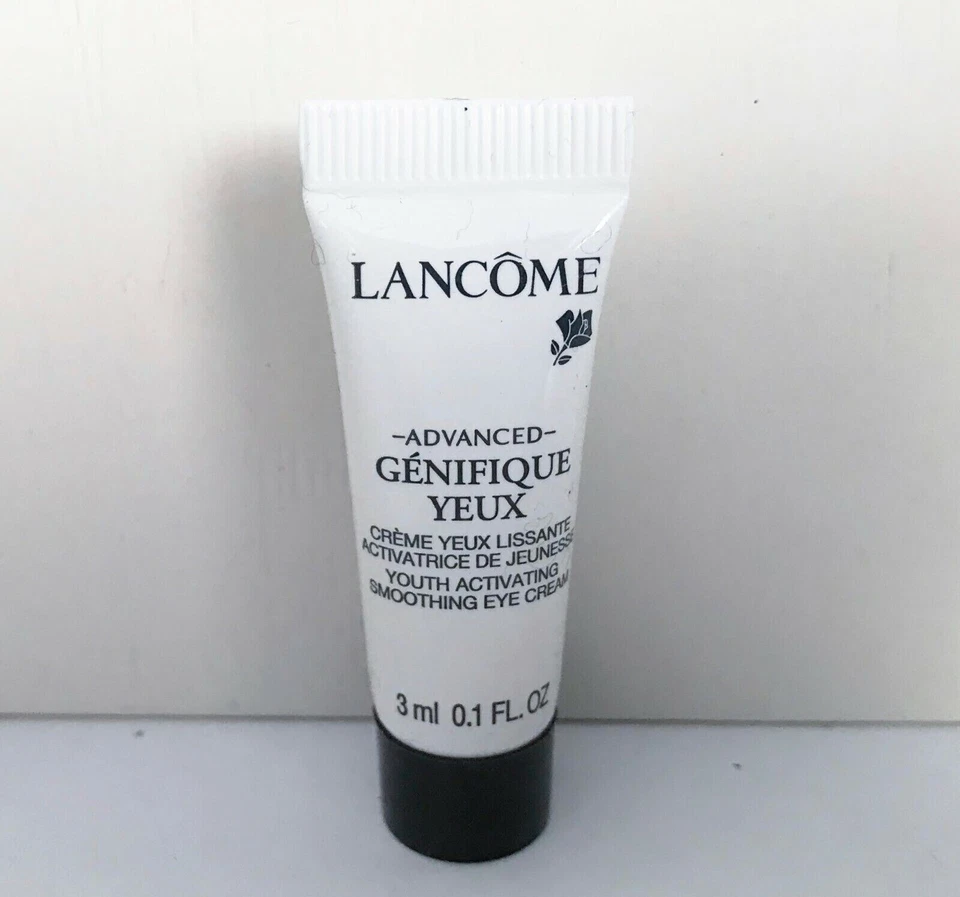 LANCÔME
-ADVANCED-
GÉNIFIQUE
YEUX
CRÈME YEUX LISSANTE
ACTIVATRICE DE JEUNESSE
YOUTH ACTIVATING
SMOOTHING EYE CREAM
3 ml 0.1 FL. OZ